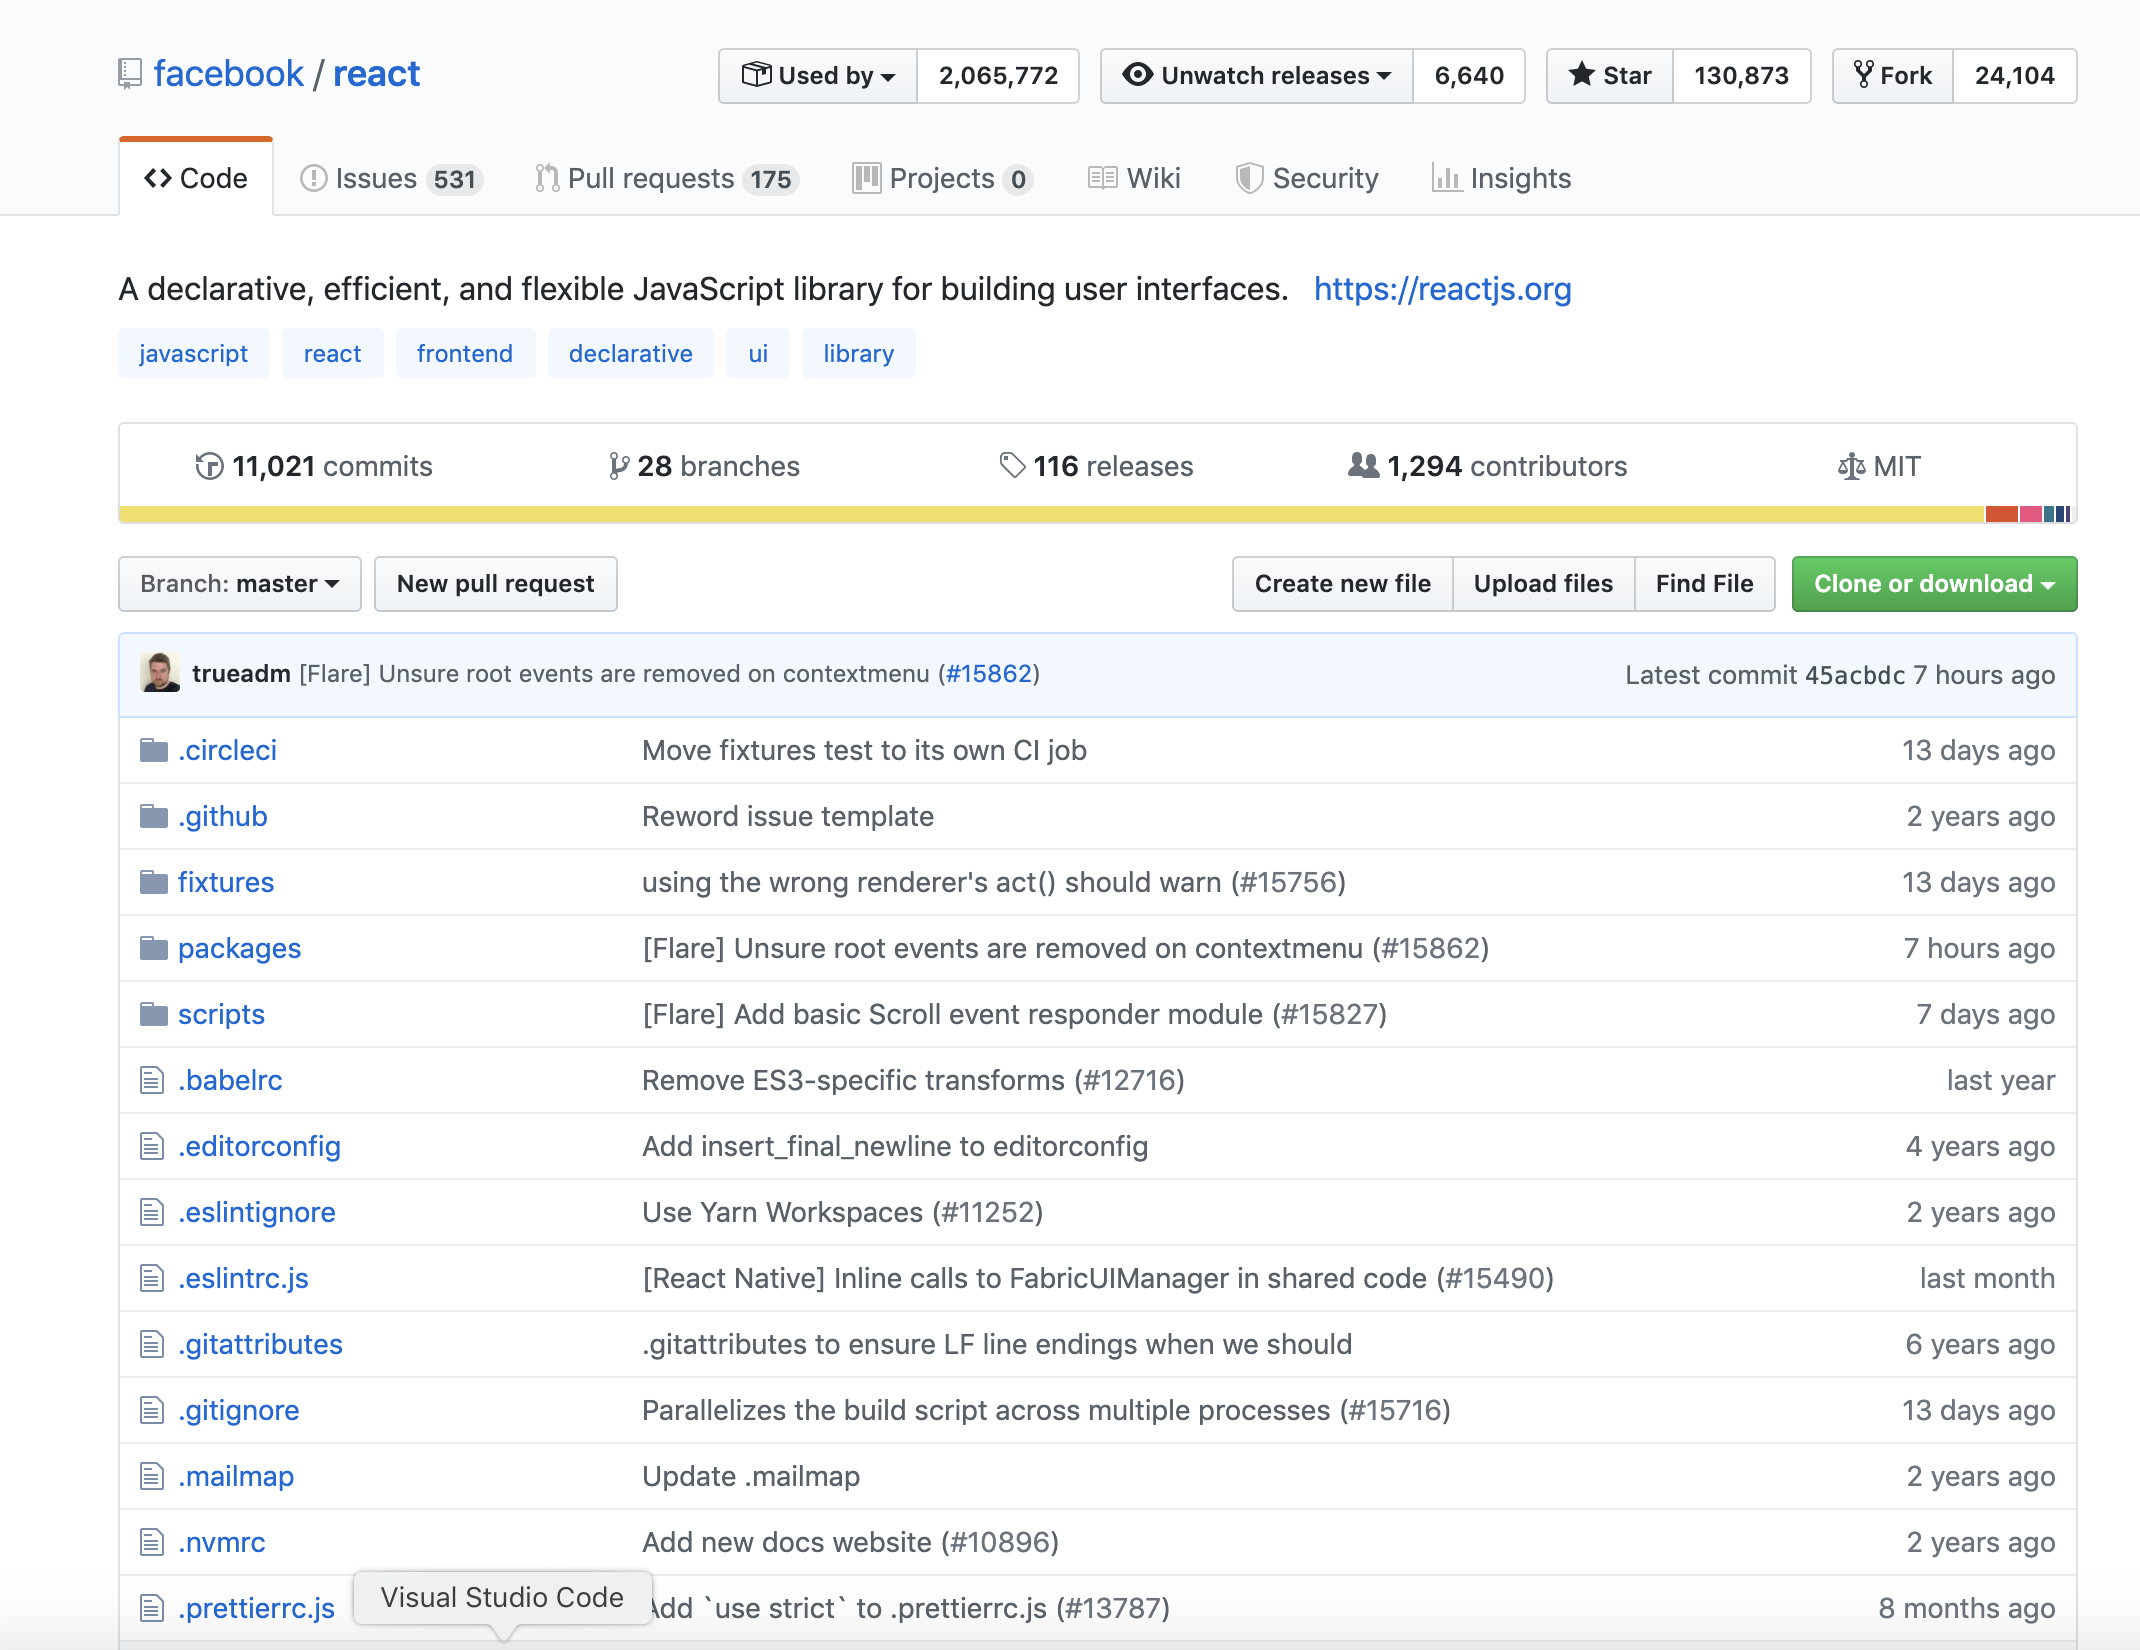 facebook / react
Used by 2,065,772 Unwatch releases 6,640 Star 130,873 Fork 24,104
Code Issues 531 Pull requests 175 Projects 0 Wiki Security Insights
A declarative, efficient, and flexible JavaScript library for building user interfaces. https://reactjs.org
javascript react frontend declarative ui library
11,021 commits 28 branches 116 releases 1,294 contributors MIT
Branch: master New pull request Create new file Upload files Find File Clone or download
trueadm [Flare] Unsure root events are removed on contextmenu (#15862) Latest commit 45acbdc 7 hours ago
.circleci Move fixtures test to its own CI job 13 days ago
.github Reword issue template 2 years ago
fixtures using the wrong renderer's act() should warn (#15756) 13 days ago
packages [Flare] Unsure root events are removed on contextmenu (#15862) 7 hours ago
scripts [Flare] Add basic Scroll event responder module (#15827) 7 days ago
.babelrc Remove ES3-specific transforms (#12716) last year
.editorconfig Add insert_final_newline to editorconfig 4 years ago
.eslintignore Use Yarn Workspaces (#11252) 2 years ago
.eslintrc.js [React Native] Inline calls to FabricUIManager in shared code (#15490) last month
.gitattributes .gitattributes to ensure LF line endings when we should 6 years ago
.gitignore Parallelizes the build script across multiple processes (#15716) 13 days ago
.mailmap Update .mailmap 2 years ago
.nvmrc Add new docs website (#10896) 2 years ago
Visual Studio Code
.prettierrc.js Add `use strict` to .prettierrc.js (#13787) 8 months ago